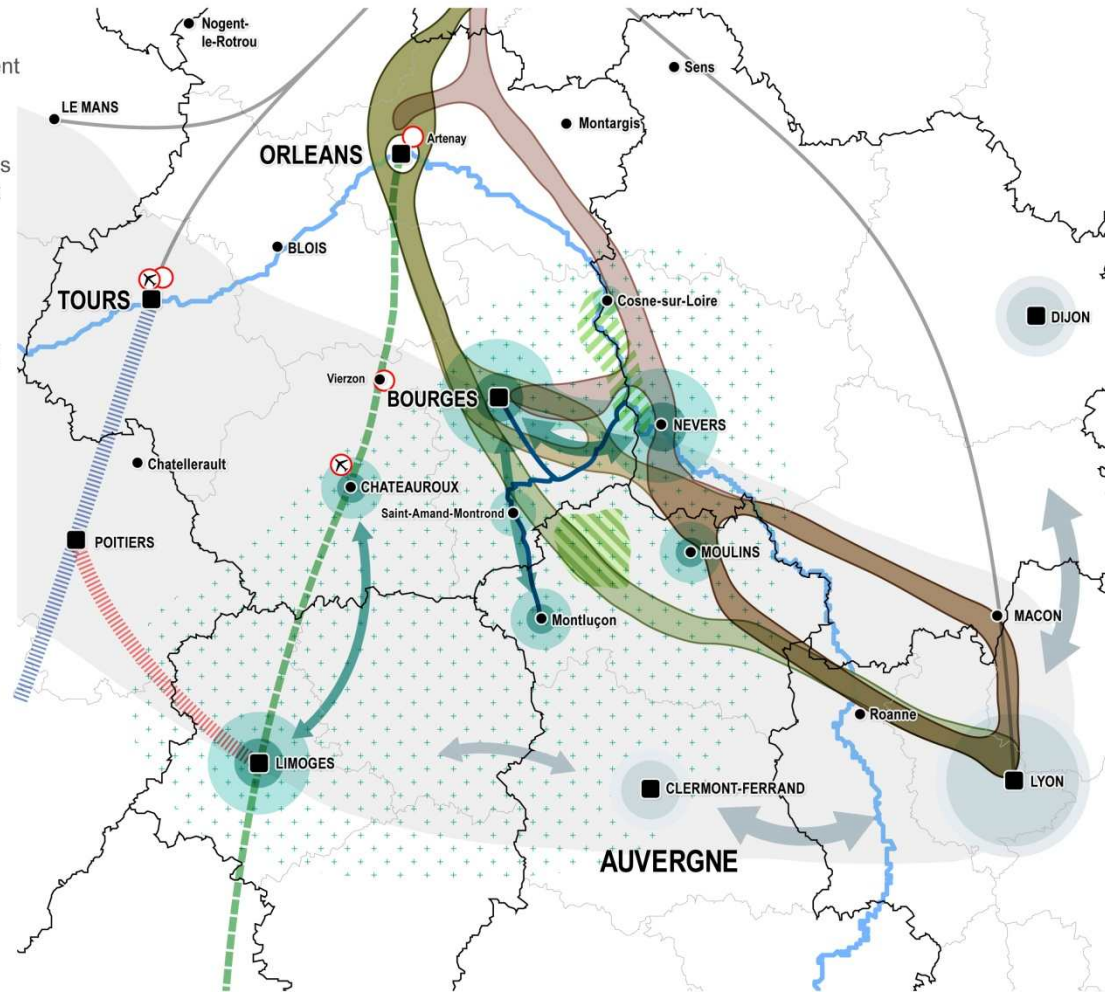 Nogent-
le-Rotrou
ent
Sens
LE MANS
Montargis
Artenay
ORLEANS
s
BLOIS
Cosne-sur-Loire
TOURS
DIJON
Vierzon
BOURGES
NEVERS
Chatellerault
CHATEAUROUX
Saint-Amand-Montrond
POITIERS
MOULINS
Montluçon
MACON
Roanne
LIMOGES
CLERMONT-FERRAND
LYON
AUVERGNE